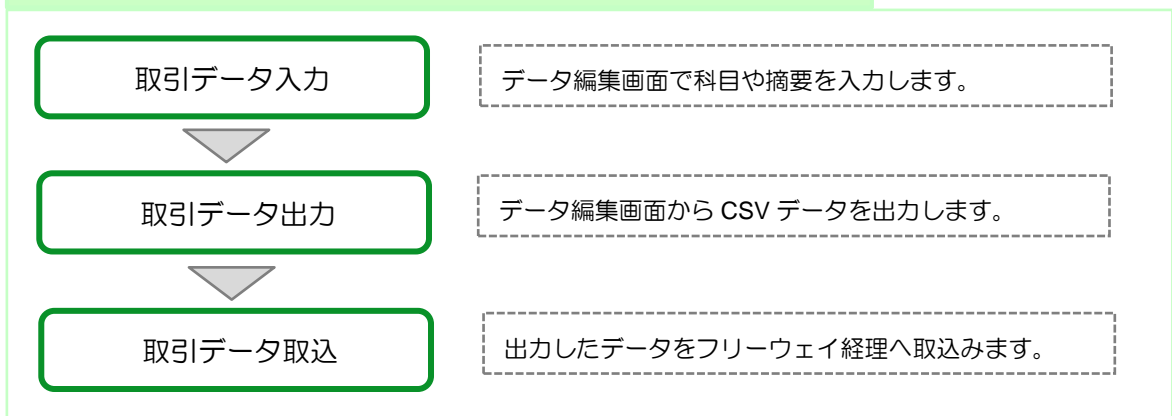 取引データ入力
データ編集画面で科目や摘要を入力します。
取引データ出力
データ編集画面から CSV データを出力します。
取引データ取込
出力したデータをフリーウェイ経理へ取込みます。